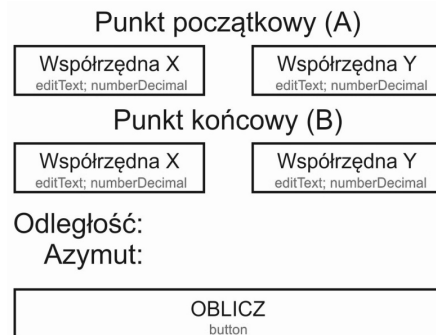 Punkt początkowy (A)
Współrzędna X Współrzędna Y
editText; numberDecimal editText; numberDecimal
Punkt końcowy (B)
Współrzędna X Współrzędna Y
editText; numberDecimal editText; numberDecimal
Odległość:
Azymut:
OBLICZ
button